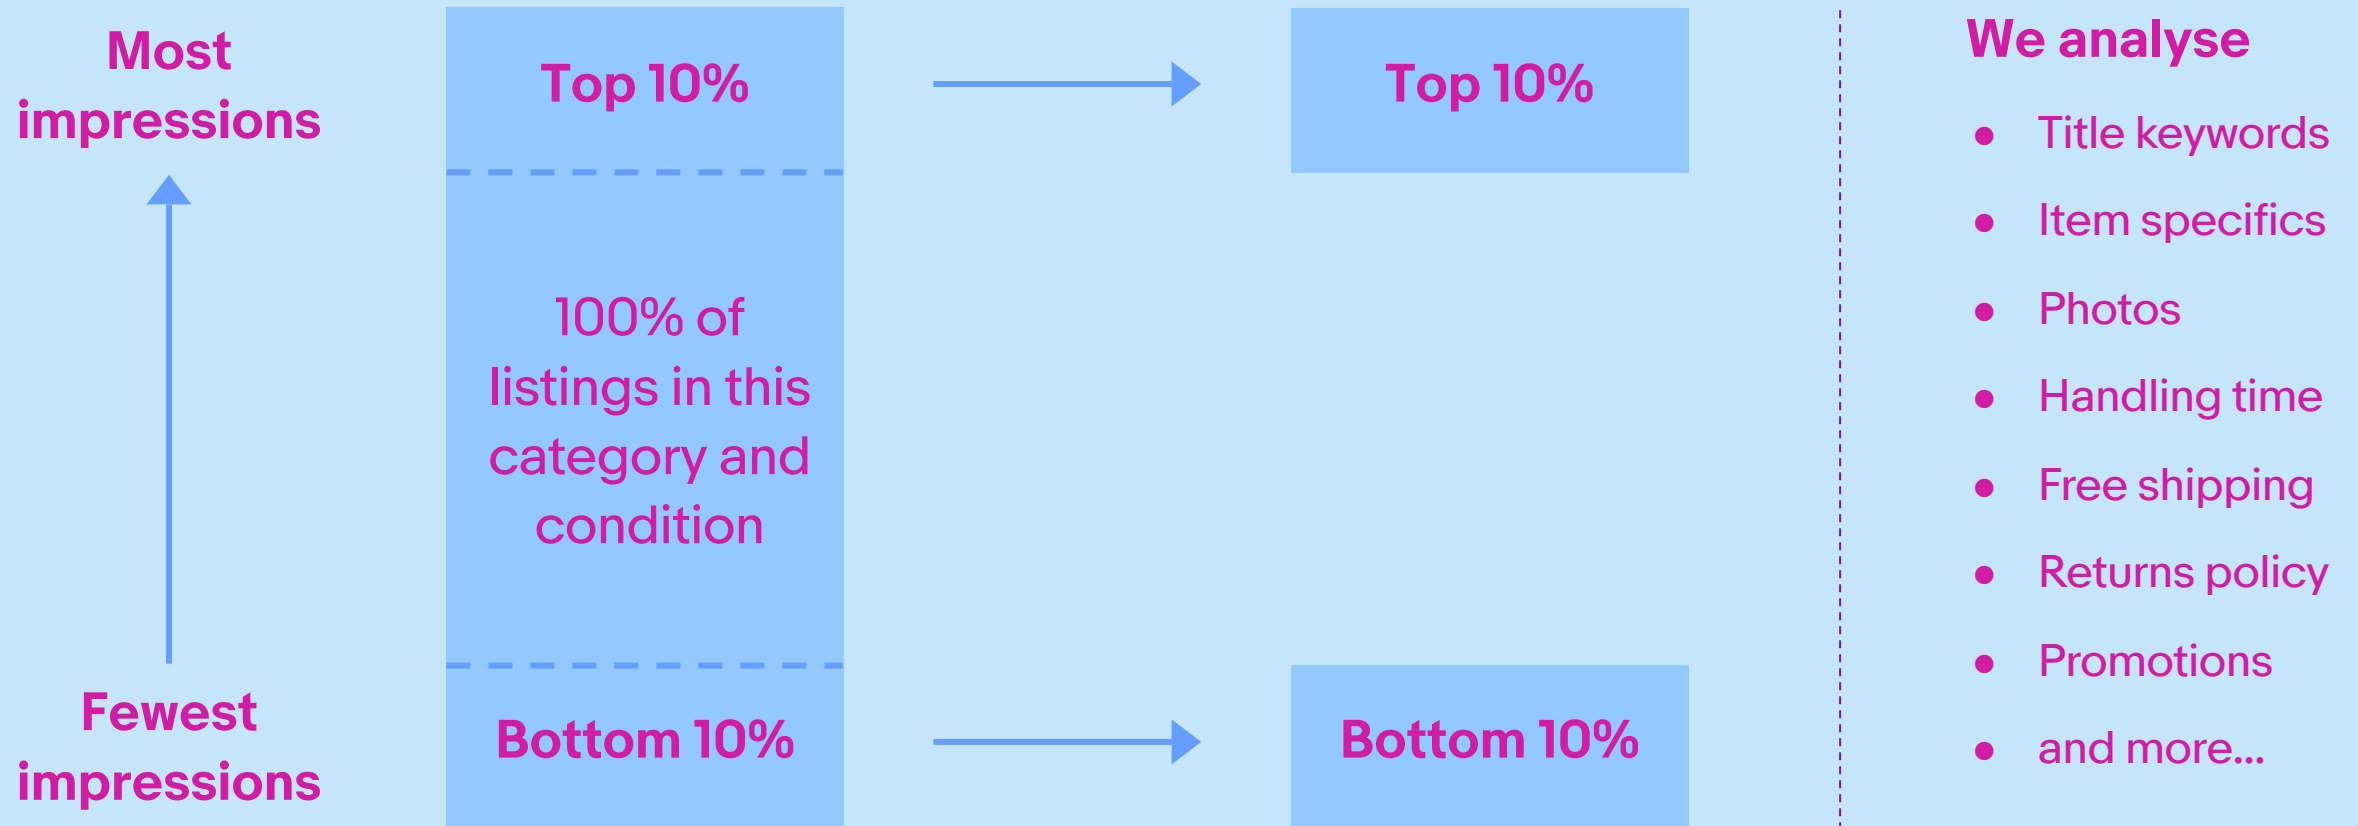 Most
impressions
Fewest
impressions
Top 10%
100% of
listings in this
category and
condition
Bottom 10%
Top 10%
Bottom 10%
We analyse
● Title keywords
● Item specifics
● Photos
● Handling time
● Free shipping
● Returns policy
● Promotions
● and more...